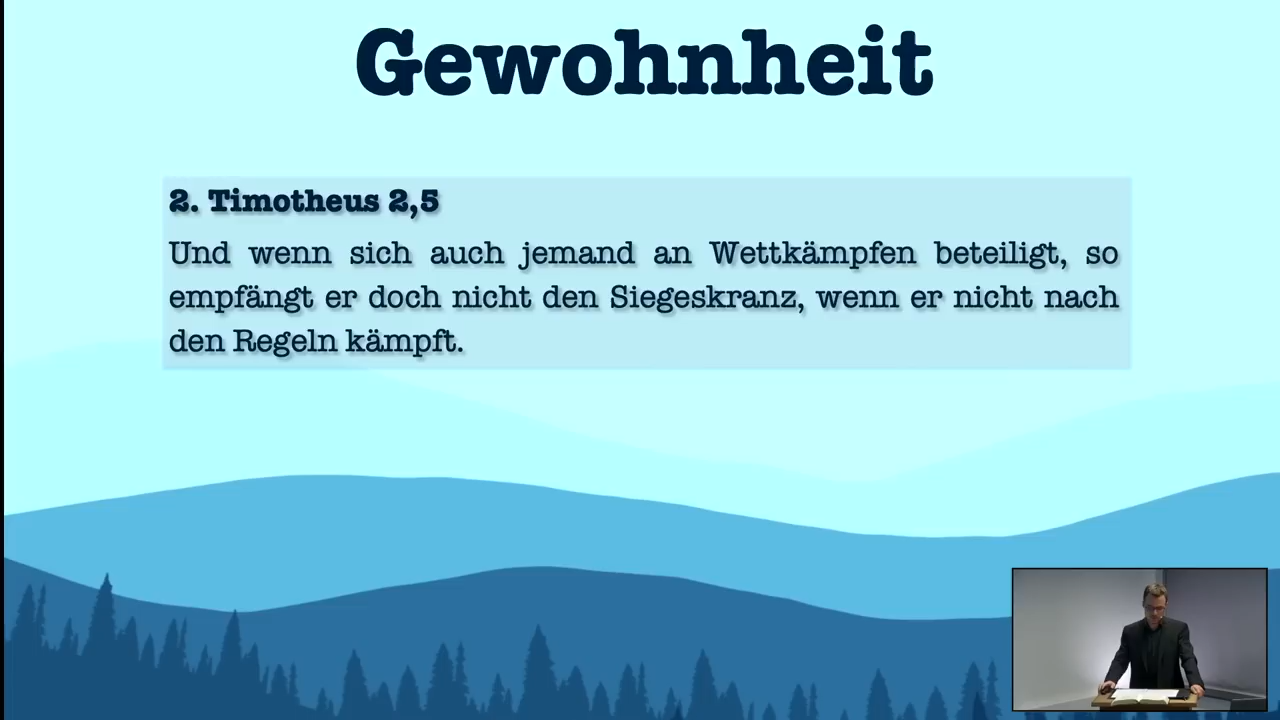 Gewohnheit
2. Timotheus 2,5
Und wenn sich auch jemand an Wettkämpfen beteiligt, so
empfängt er doch nicht den Siegeskranz, wenn er nicht nach
den Regeln kämpft.